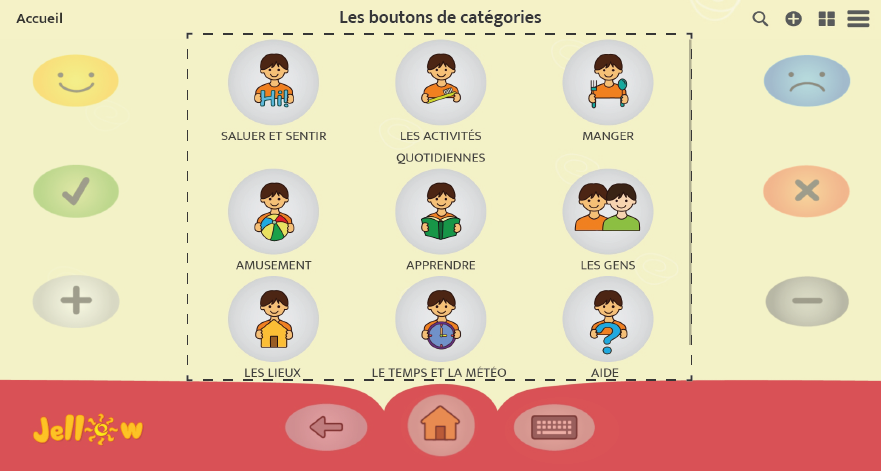 Accueil
Les boutons de catégories
HI!
SALUER ET SENTIR
LES ACTIVITÉS
QUOTIDIENNES
MANGER
AMUSEMENT
APPRENDRE
LES GENS
?
LES LIEUX
LE TEMPS ET LA MÉTÉO
AIDE
Jellow